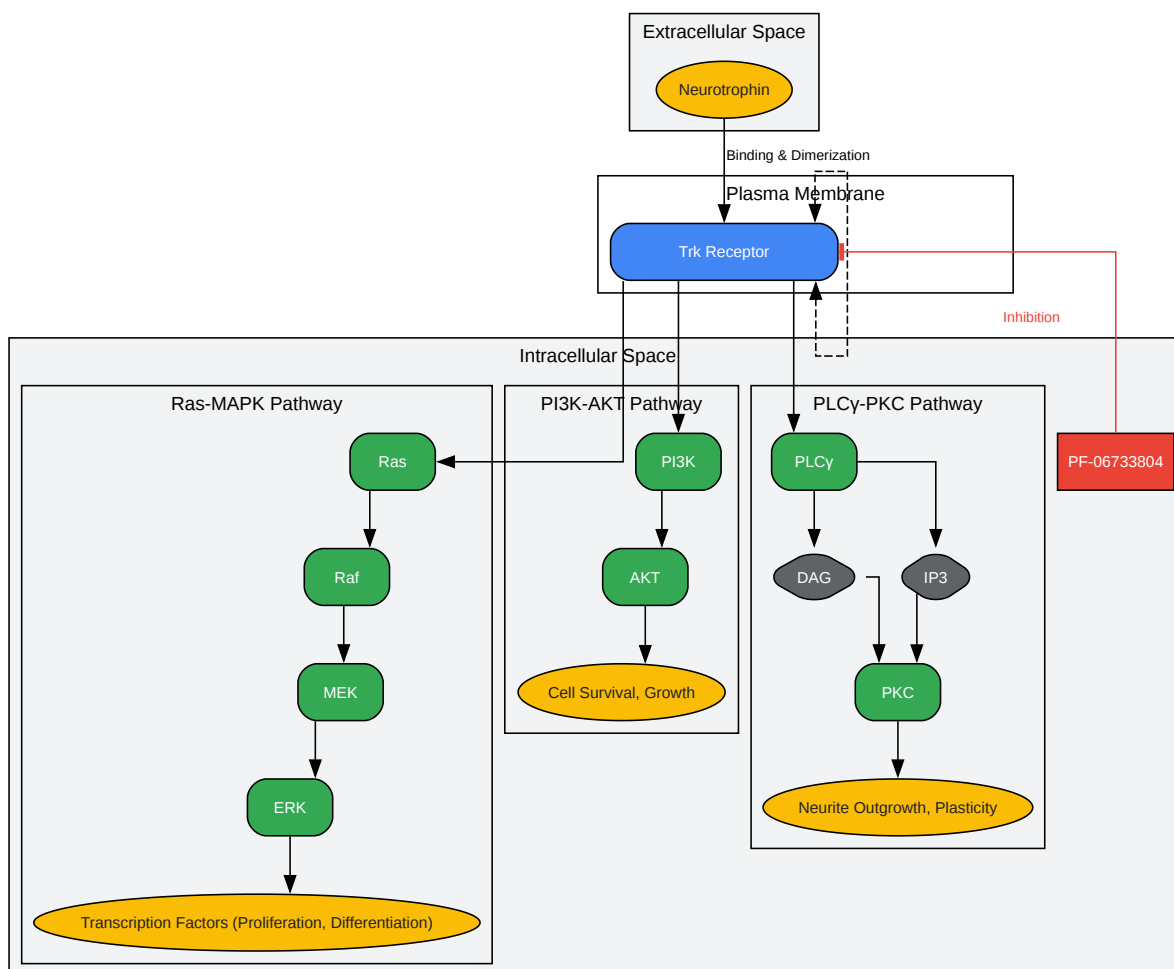 Extracellular Space
Neurotrophin
Binding & Dimerization
Plasma Membrane
Trk Receptor
Inhibition
Intracellular Space
Ras-MAPK Pathway
PI3K-AKT Pathway
PLCγ-PKC Pathway
Ras
PI3K
PLCγ
PF-06733804
Raf
AKT
DAG
IP3
MEK
Cell Survival, Growth
PKC
ERK
Neurite Outgrowth, Plasticity
Transcription Factors (Proliferation, Differentiation)